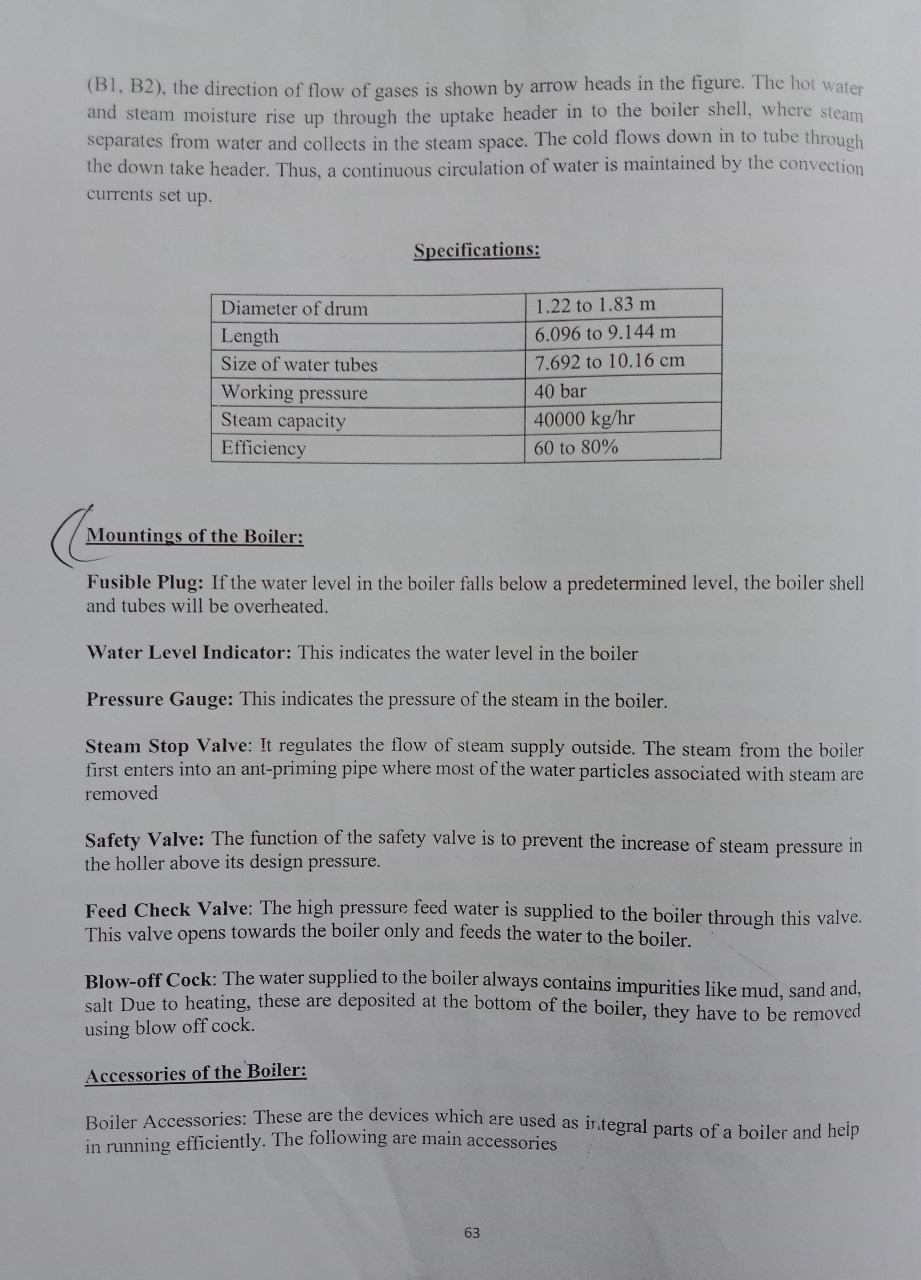 (B1, B2), the direction of flow of gases is shown by arrow heads in the figure. The hot water
and steam moisture rise up through the uptake header in to the boiler shell, where steam
separates from water and collects in the steam space. The cold flows down in to tube through
the down take header. Thus, a continuous circulation of water is maintained by the convection
currents set up.
Specifications:
Diameter of drum 1.22 to 1.83 m
Length 6.096 to 9.144 m
Size of water tubes 7.692 to 10.16 cm
Working pressure 40 bar
Steam capacity 40000 kg/hr
Efficiency 60 to 80%
Mountings of the Boiler:
Fusible Plug: If the water level in the boiler falls below a predetermined level, the boiler shell
and tubes will be overheated.
Water Level Indicator: This indicates the water level in the boiler
Pressure Gauge: This indicates the pressure of the steam in the boiler.
Steam Stop Valve: It regulates the flow of steam supply outside. The steam from the boiler
first enters into an ant-priming pipe where most of the water particles associated with steam are
removed
Safety Valve: The function of the safety valve is to prevent the increase of steam pressure in
the holler above its design pressure.
Feed Check Valve: The high pressure feed water is supplied to the boiler through this valve.
This valve opens towards the boiler only and feeds the water to the boiler.
Blow-off Cock: The water supplied to the boiler always contains impurities like mud, sand and,
salt Due to heating, these are deposited at the bottom of the boiler, they have to be removed
using blow off cock.
Accessories of the Boiler:
Boiler Accessories: These are the devices which are used as integral parts of a boiler and help
in running efficiently. The following are main accessories
63